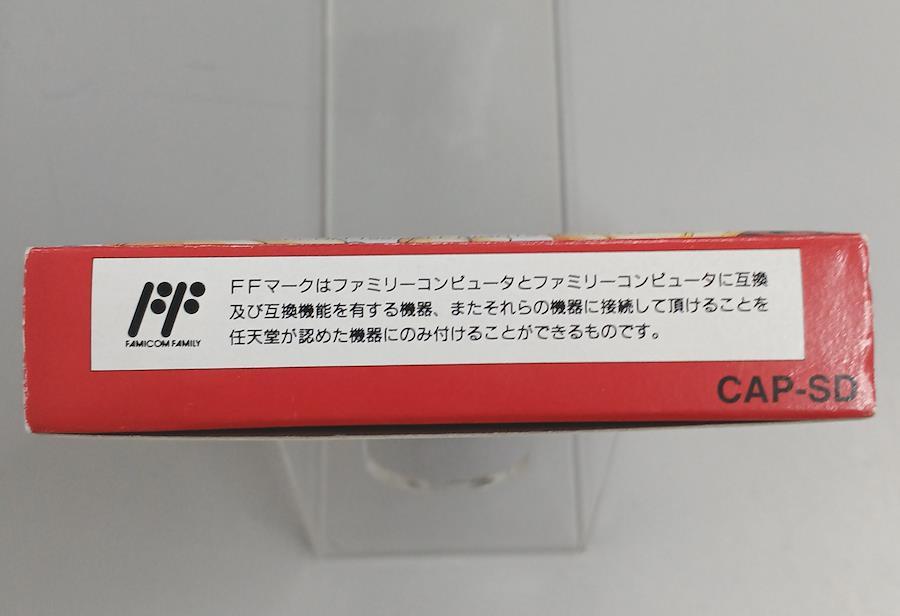 FFマークはファミリーコンピュータとファミリーコンピュータに互換
及び互換機能を有する機器、またそれらの機器に接続して頂けることを
任天堂が認めた機器にのみ付けることができるものです。
FF
FAMICOM FAMILY
CAP-SD